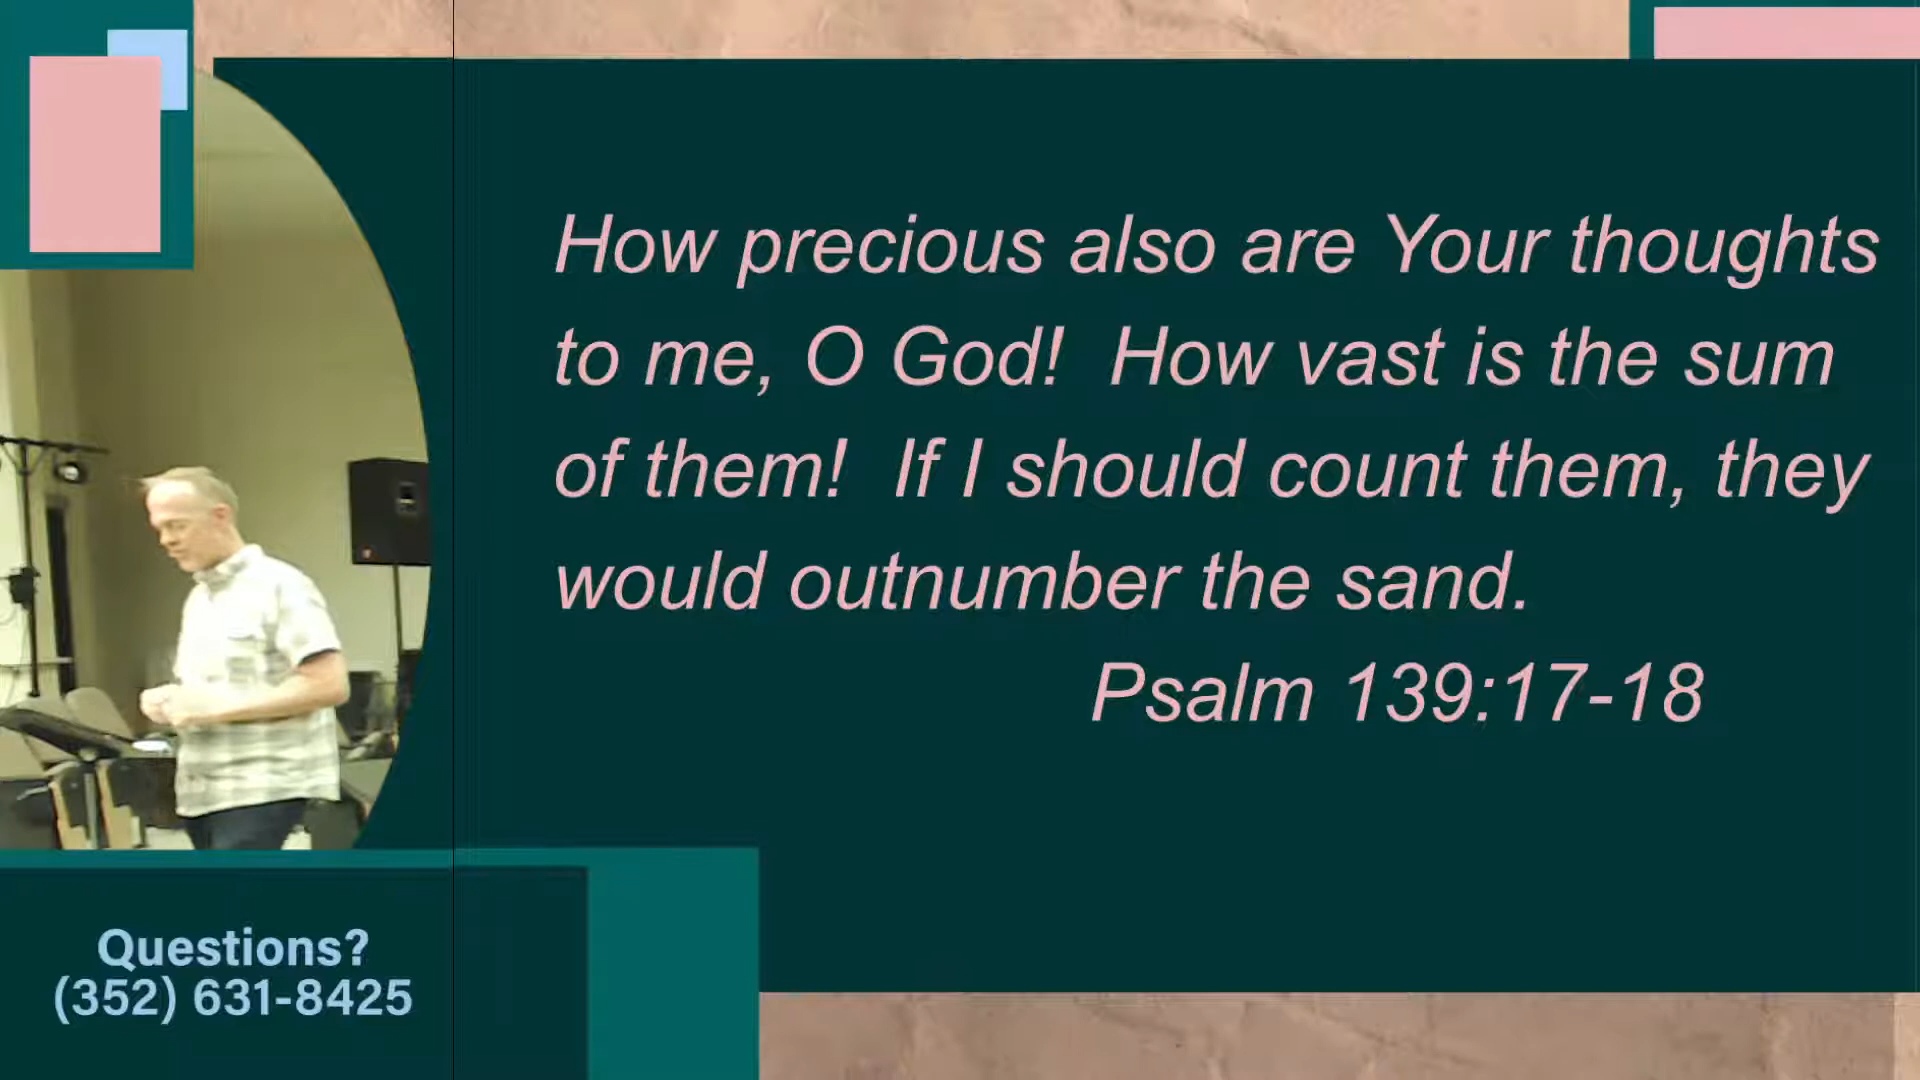 How precious also are Your thoughts
to me, O God!  How vast is the sum
of them!  If I should count them, they
would outnumber the sand.
Psalm 139:17-18
Questions?
(352) 631-8425